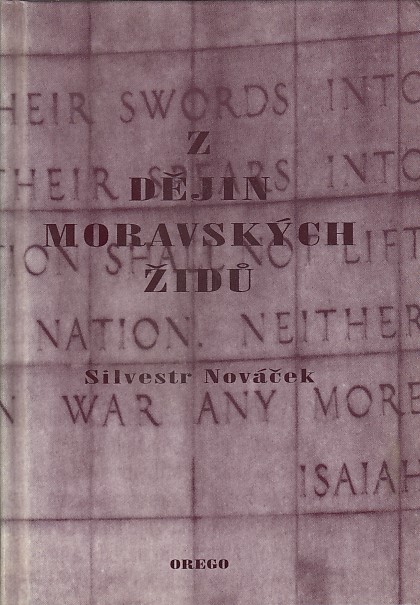 HEIR SWORDS INTO
Z
HEIR SPEARS INTO
DĚJIN
MORAVSKÝCH
ION SHALL NOT LIFT
ŽIDŮ
NATION. NEITHER
Silvestr Nováček
N WAR ANY MORE
ISAIAH
OREGO